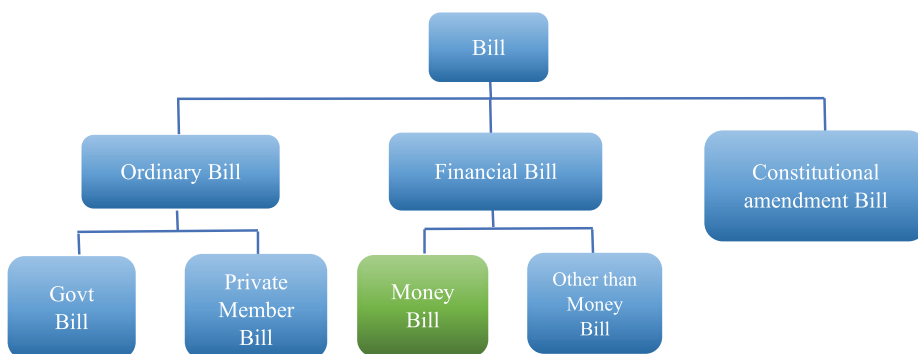 Bill
Ordinary Bill
Financial Bill
Constitutional
amendment Bill
Govt
Bill
Private
Member
Bill
Money
Bill
Other than
Money
Bill